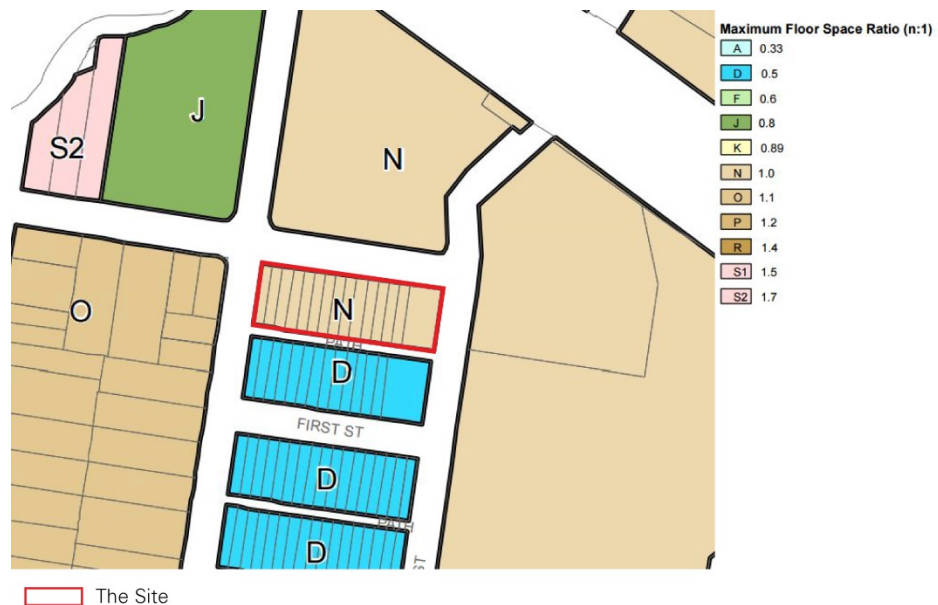 Maximum Floor Space Ratio (n:1)
A 0.33
D 0.5
F 0.6
J 0.8
K 0.89
N 1.0
O 1.1
P 1.2
R 1.4
S1 1.5
S2 1.7
J
S2
N
O
N
PATH
D
FIRST ST
D
PATH
D
ST
The Site